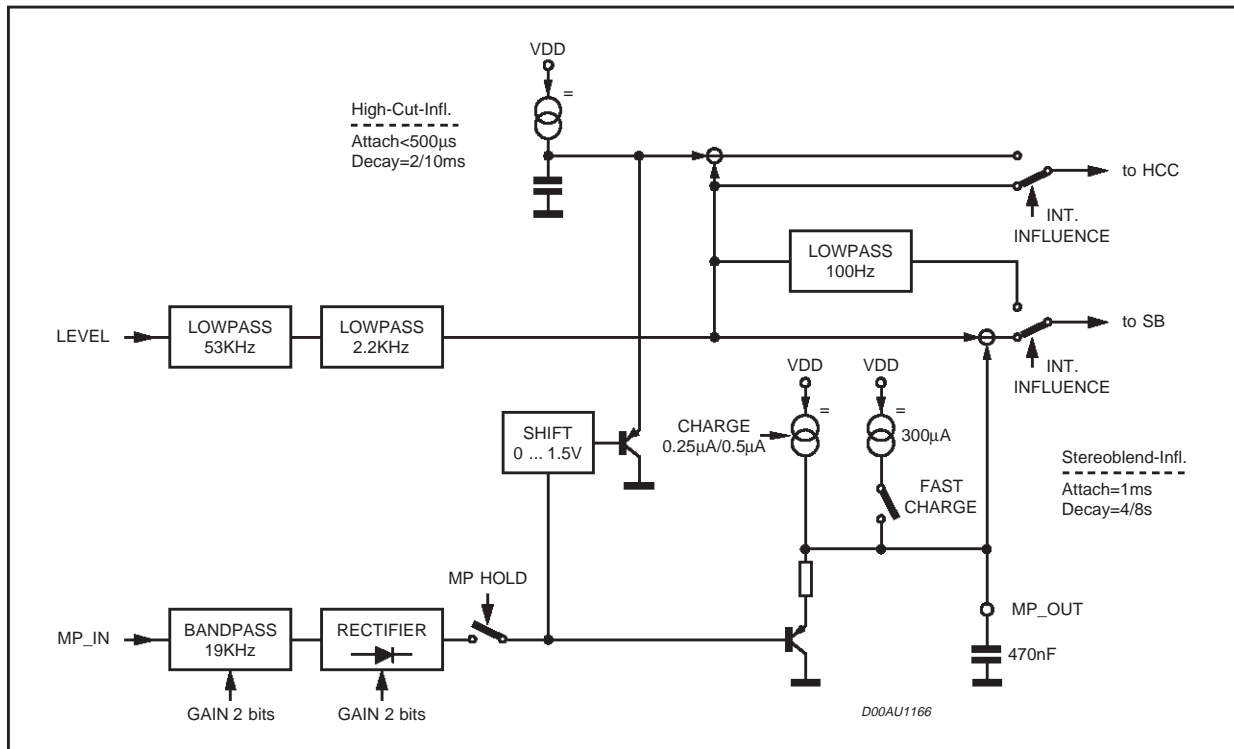 VDD
=
High-Cut-Infl.
Attach<500µs
Decay=2/10ms
to HCC
INT.
INFLUENCE
LOWPASS
100Hz
LEVEL
LOWPASS
53KHz
LOWPASS
2.2KHz
to SB
INT.
INFLUENCE
VDD
VDD
=
=
CHARGE
0.25µA/0.5µA
300µA
SHIFT
0 ... 1.5V
FAST
CHARGE
Stereoblend-Infl.
Attach=1ms
Decay=4/8s
MP HOLD
MP_OUT
MP_IN
BANDPASS
19KHz
RECTIFIER
470nF
GAIN 2 bits
GAIN 2 bits
D00AU1166